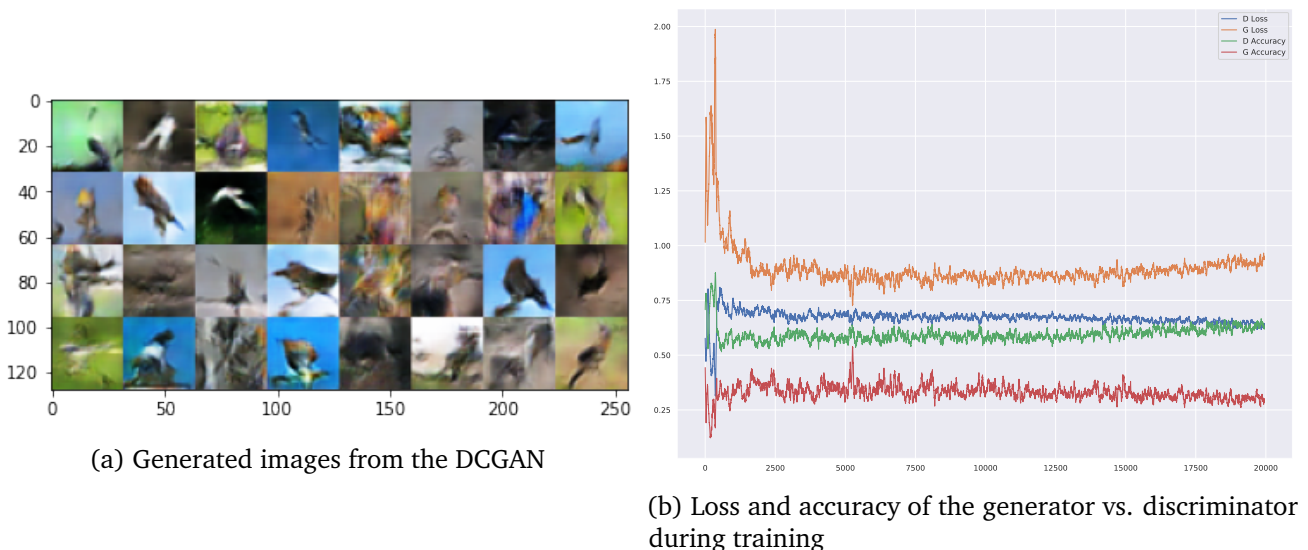 0
20
40
60
80
100
120
0 50 100 150 200 250
(a) Generated images from the DCGAN
2.00
1.75
1.50
1.25
1.00
0.75
0.50
0.25
0 2500 5000 7500 10000 12500 15000 17500 20000
D Loss
G Loss
D Accuracy
G Accuracy
(b) Loss and accuracy of the generator vs. discriminator
during training